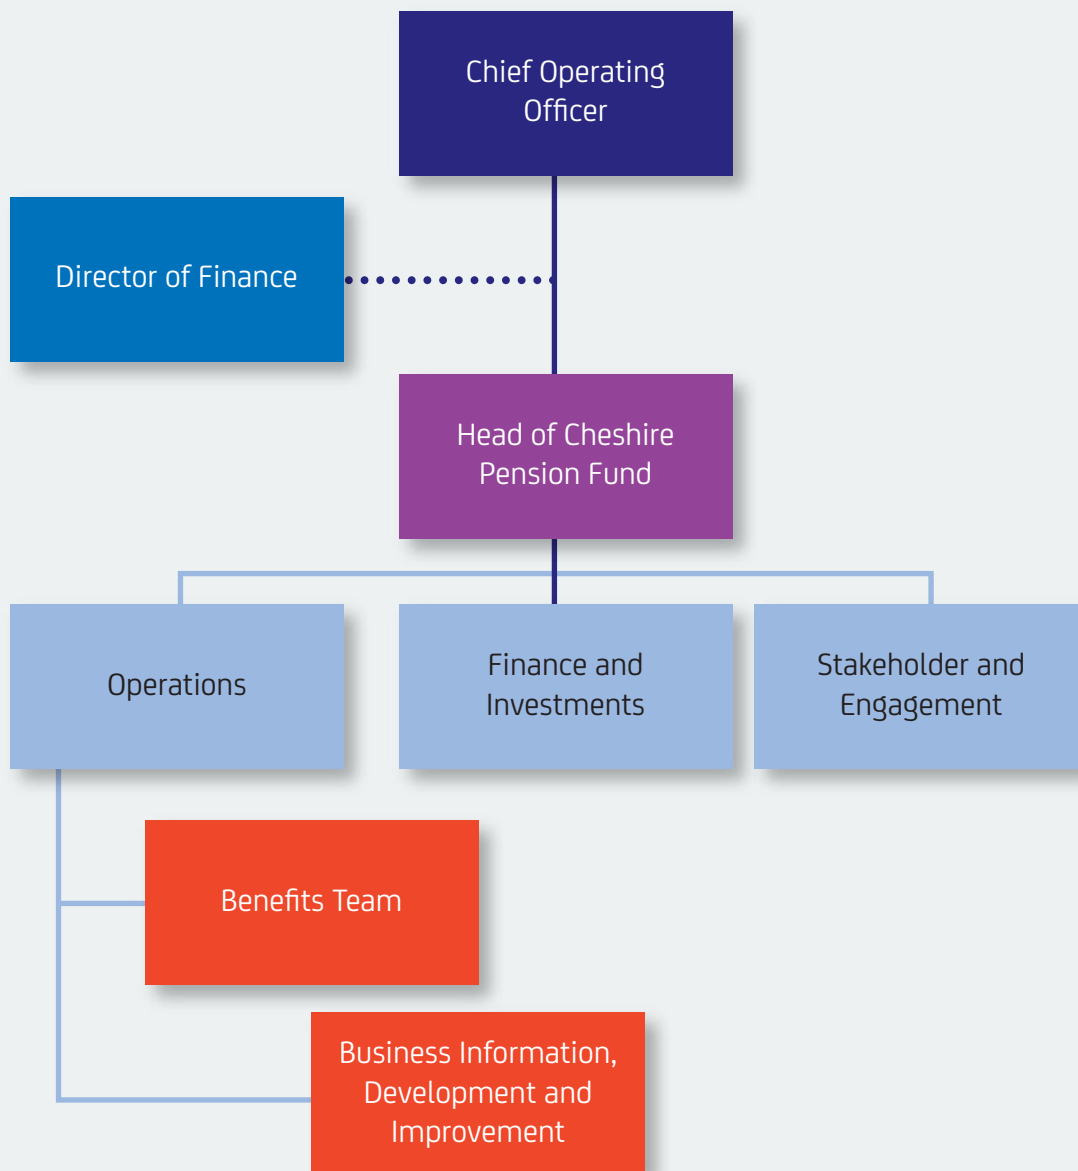 Chief Operating
Officer
Director of Finance
Head of Cheshire
Pension Fund
Operations
Finance and
Investments
Stakeholder and
Engagement
Benefits Team
Business Information,
Development and
Improvement